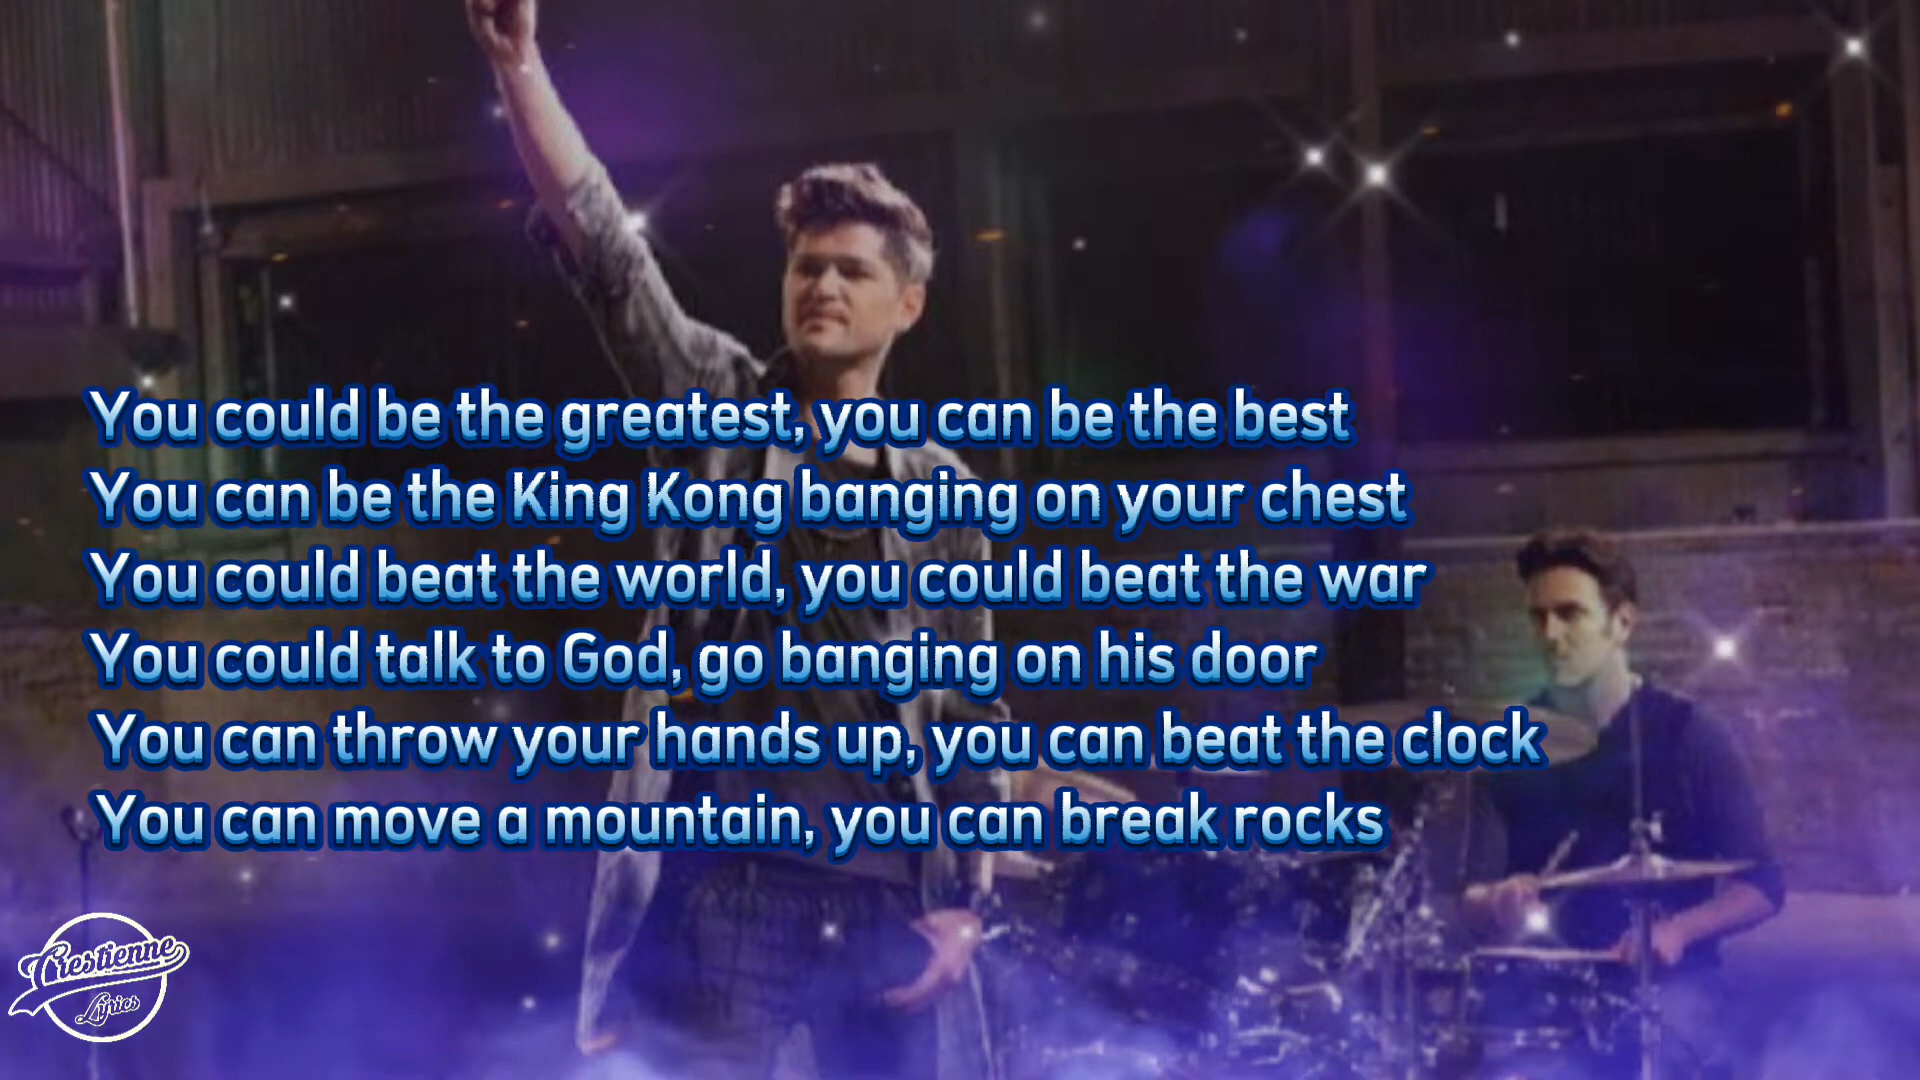 You could be the greatest, you can be the best
You can be the King Kong banging on your chest
You could beat the world, you could beat the war
You could talk to God, go banging on his door
You can throw your hands up, you can beat the clock
You can move a mountain, you can break rocks
Crestienne
Lyrics